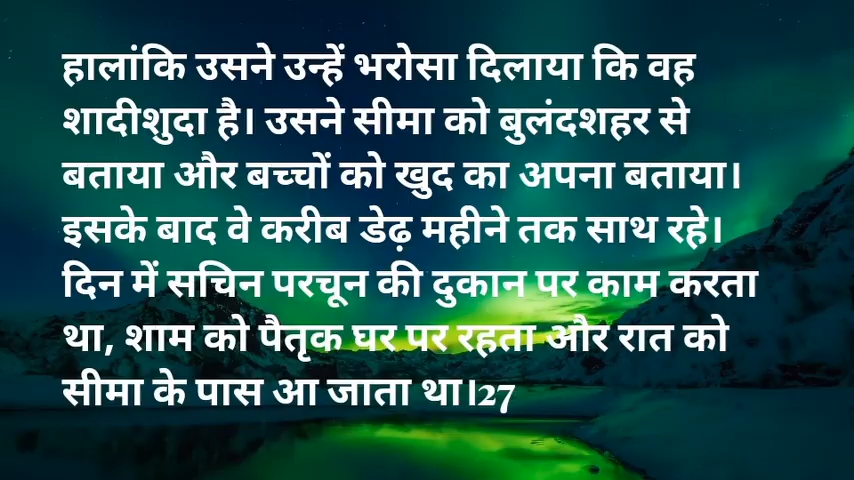 हालांकि उसने उन्हें भरोसा दिलाया कि वह
शादीशुदा है। उसने सीमा को बुलंदशहर से
बताया और बच्चों को खुद का अपना बताया।
इसके बाद वे करीब डेढ़ महीने तक साथ रहे।
दिन में सचिन परचून की दुकान पर काम करता
था, शाम को पैतृक घर पर रहता और रात को
सीमा के पास आ जाता था।27